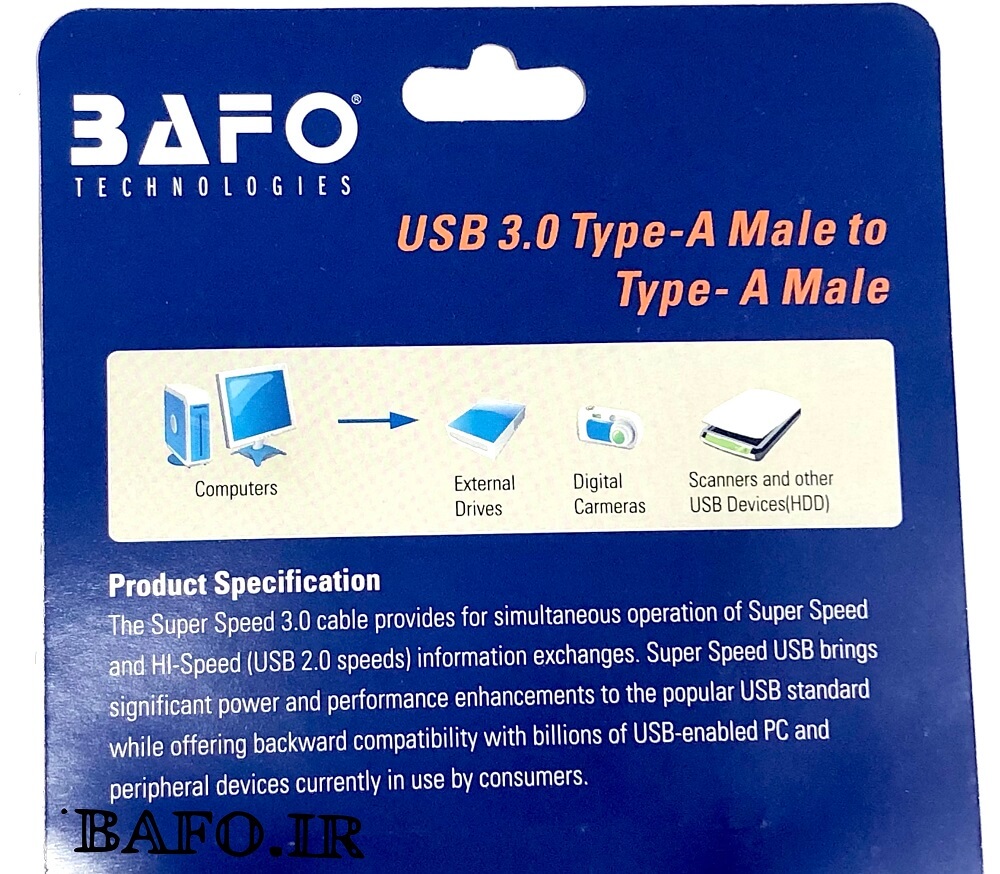 BAFO®
TECHNOLOGIES
USB 3.0 Type-A Male to
Type- A Male
Computers
External
Drives
Digital
Carmeras
Scanners and other
USB Devices(HDD)
Product Specification
The Super Speed 3.0 cable provides for simultaneous operation of Super Speed
and HI-Speed (USB 2.0 speeds) information exchanges. Super Speed USB brings
significant power and performance enhancements to the popular USB standard
while offering backward compatibility with billions of USB-enabled PC and
peripheral devices currently in use by consumers.
BAFO.IR